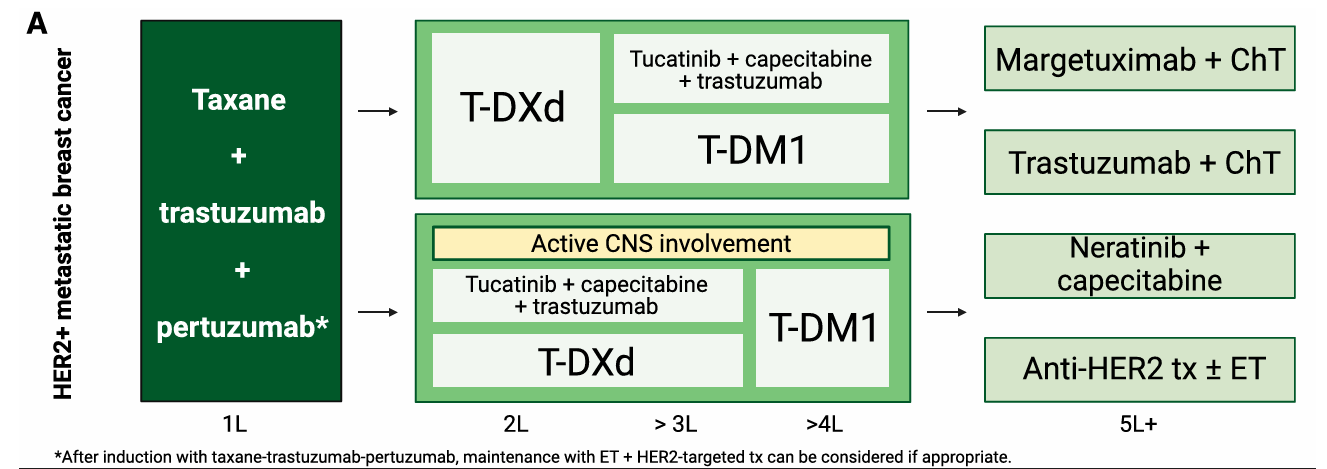 A
HER2+ metastatic breast cancer
Taxane
+
trastuzumab
+
pertuzumab*
T-DXd
Tucatinib + capecitabine
+ trastuzumab
T-DM1
Active CNS involvement
Tucatinib + capecitabine
+ trastuzumab
T-DXd
T-DM1
Margetuximab + ChT
Trastuzumab + ChT
Neratinib +
capecitabine
Anti-HER2 tx ± ET
1L
2L
> 3L
>4L
5L+
*After induction with taxane-trastuzumab-pertuzumab, maintenance with ET + HER2-targeted tx can be considered if appropriate.